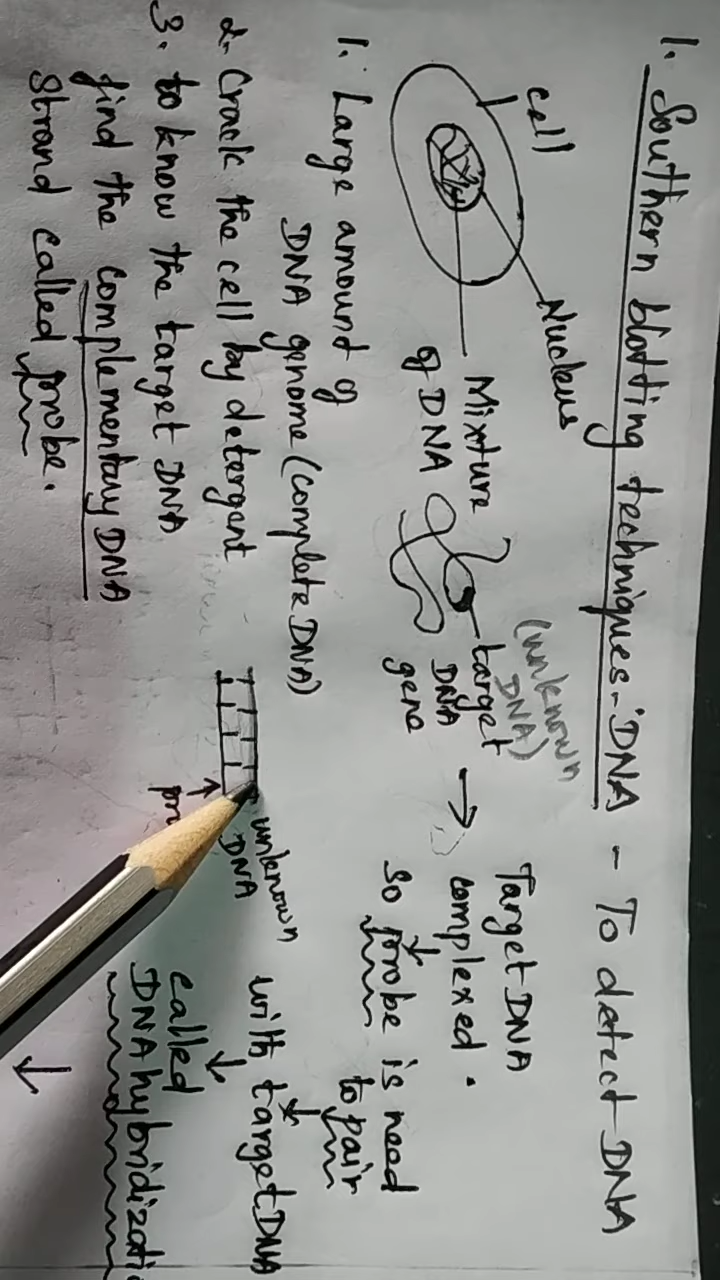 1. Southern blotting techniques - 'DNA - To detect DNA
cell
Nucleus
Mixture
of DNA
(unknown
DNA)
target
DNA
gene
→ Target DNA
complexed.
so probe is need
to pair
with target DNA
called
DNA hybridizati
1. Large amount of
DNA genome (complete DNA)
2. Crack the cell by detergant
3. to know the target DNA
find the complementary DNA
strand called probe.
unknown
DNA